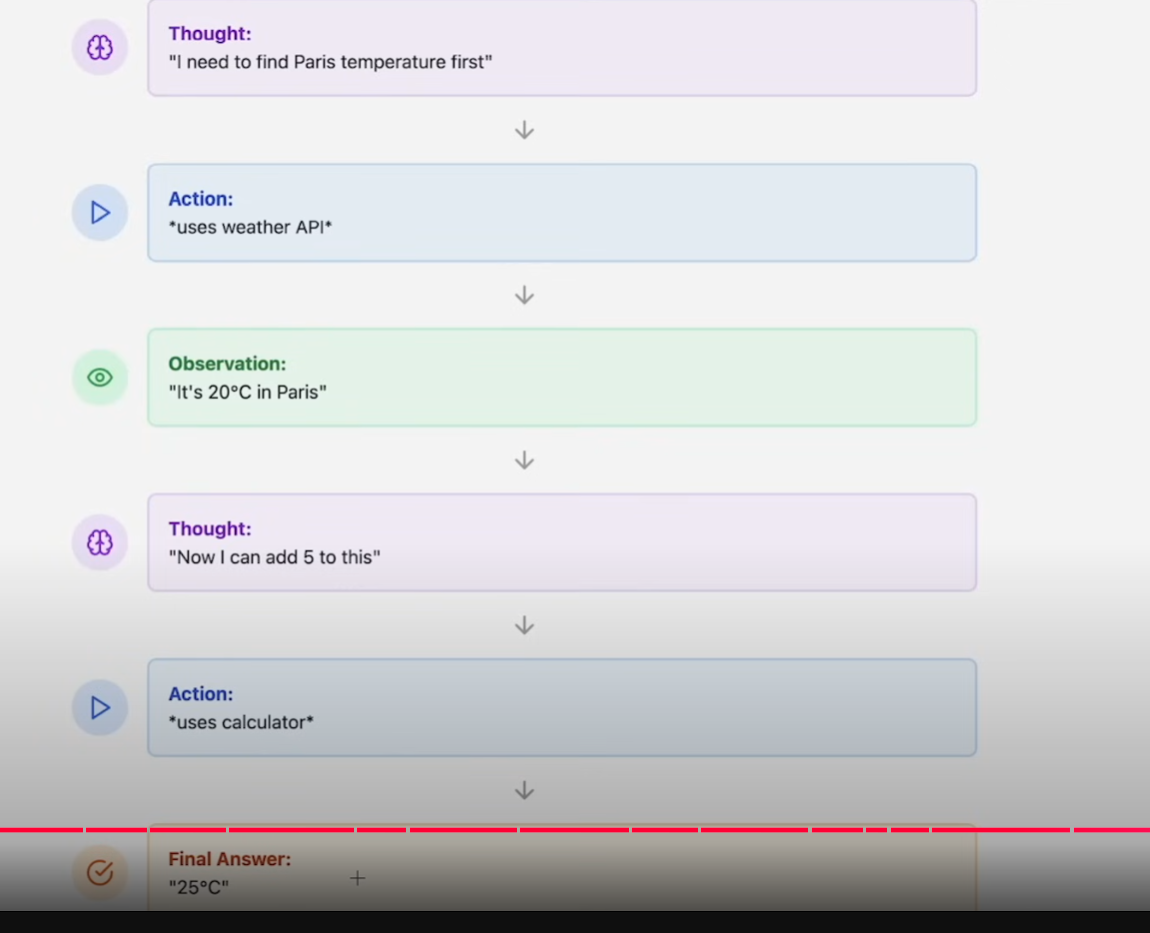 Thought:
"I need to find Paris temperature first"
Action:
*uses weather API*
Observation:
"It's 20°C in Paris"
Thought:
"Now I can add 5 to this"
Action:
*uses calculator*
Final Answer:
"25°C"